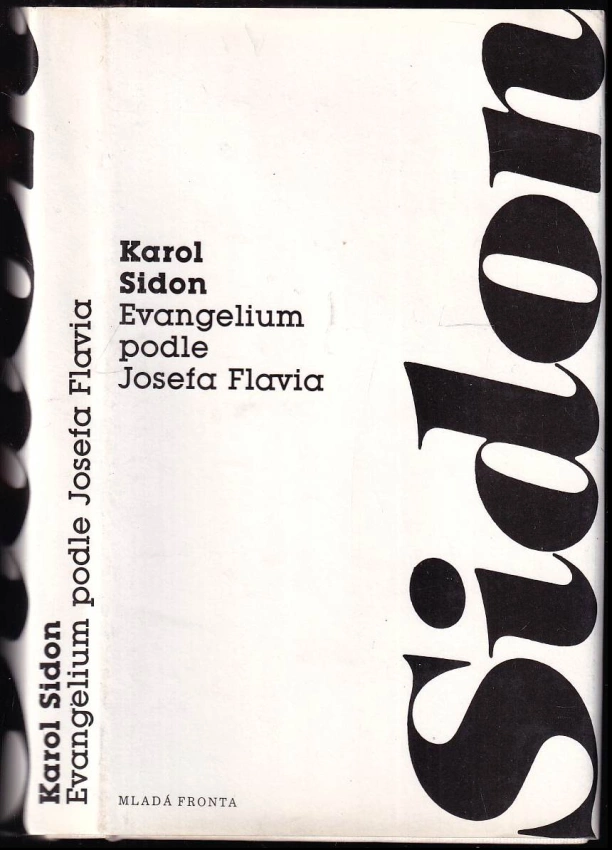 Karol Sidon
Evangelium podle Josefa Flavia
Karol
Sidon
Evangelium
podle
Josefa Flavia
MLADÁ FRONTA
Sidon